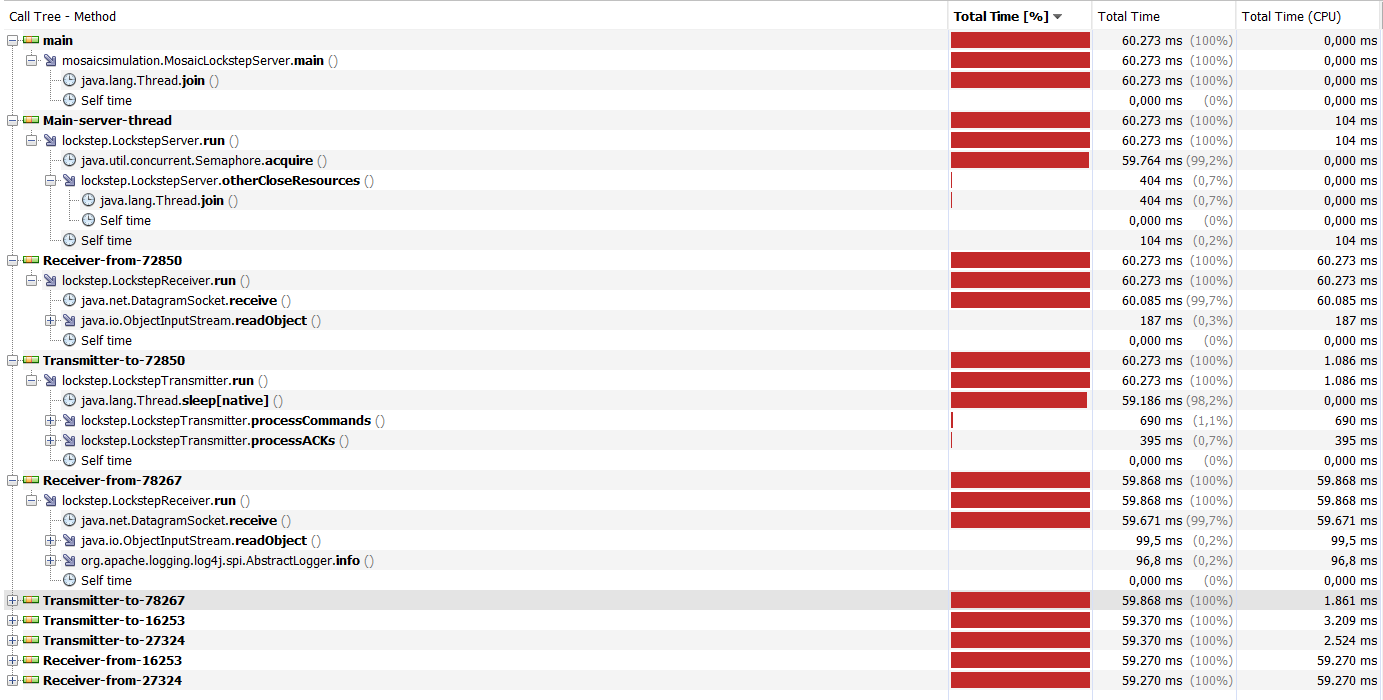 Call Tree - Method Total Time [%] Total Time Total Time (CPU)
main 60.273 ms (100%) 0,000 ms
mosaicsimulation.MosaicLockstepServer.main () 60.273 ms (100%) 0,000 ms
java.lang.Thread.join () 60.273 ms (100%) 0,000 ms
Self time 0,000 ms (0%) 0,000 ms
Main-server-thread 60.273 ms (100%) 104 ms
lockstep.LockstepServer.run () 60.273 ms (100%) 104 ms
java.util.concurrent.Semaphore.acquire () 59.764 ms (99,2%) 0,000 ms
lockstep.LockstepServer.otherCloseResources () 404 ms (0,7%) 0,000 ms
java.lang.Thread.join () 404 ms (0,7%) 0,000 ms
Self time 0,000 ms (0%) 0,000 ms
Self time 104 ms (0,2%) 104 ms
Receiver-from-72850 60.273 ms (100%) 60.273 ms
lockstep.LockstepReceiver.run () 60.273 ms (100%) 60.273 ms
java.net.DatagramSocket.receive () 60.085 ms (99,7%) 60.085 ms
java.io.ObjectInputStream.readObject () 187 ms (0,3%) 187 ms
Self time 0,000 ms (0%) 0,000 ms
Transmitter-to-72850 60.273 ms (100%) 1.086 ms
lockstep.LockstepTransmitter.run () 60.273 ms (100%) 1.086 ms
java.lang.Thread.sleep[native] () 59.186 ms (98,2%) 0,000 ms
lockstep.LockstepTransmitter.processCommands () 690 ms (1,1%) 690 ms
lockstep.LockstepTransmitter.processACKs () 395 ms (0,7%) 395 ms
Self time 0,000 ms (0%) 0,000 ms
Receiver-from-78267 59.868 ms (100%) 59.868 ms
lockstep.LockstepReceiver.run () 59.868 ms (100%) 59.868 ms
java.net.DatagramSocket.receive () 59.671 ms (99,7%) 59.671 ms
java.io.ObjectInputStream.readObject () 99,5 ms (0,2%) 99,5 ms
org.apache.logging.log4j.spi.AbstractLogger.info () 96,8 ms (0,2%) 96,8 ms
Self time 0,000 ms (0%) 0,000 ms
Transmitter-to-78267 59.868 ms (100%) 1.861 ms
Transmitter-to-16253 59.370 ms (100%) 3.209 ms
Transmitter-to-27324 59.370 ms (100%) 2.524 ms
Receiver-from-16253 59.270 ms (100%) 59.270 ms
Receiver-from-27324 59.270 ms (100%) 59.270 ms